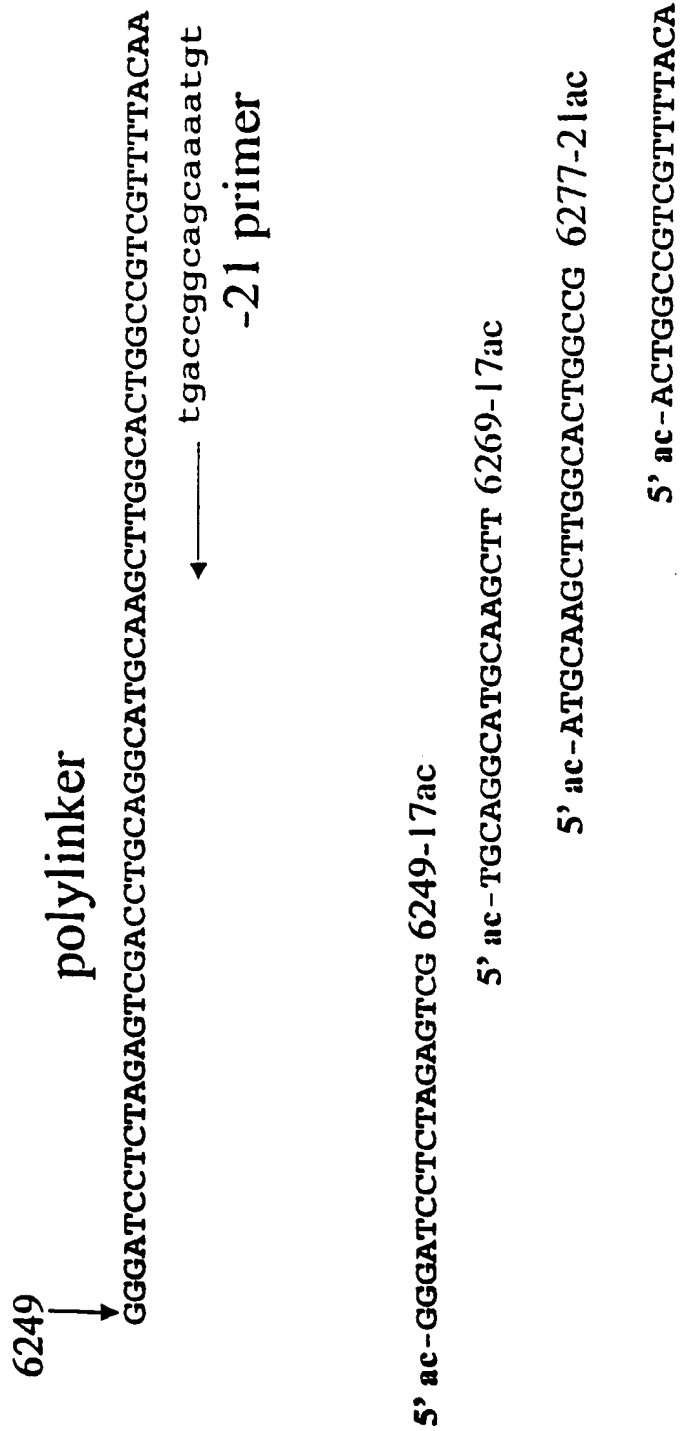 6249
polylinker
GGGATCCTCTAGAGTCGACCTGCAGGCATGCAAGCTTGGCACTGGCCGTCGTTTTACAA
tgaccggcagcaaaatgt
-21 primer
5' ac-GGGATCCTCTAGAGTCG 6249-17ac
5' ac-TGCAGGCATGCAAGCTT 6269-17ac
5' ac-ATGCAAGCTTGGCACTGGCCG 6277-21ac
5' ac-ACTGGCCGTCGTTTTACA